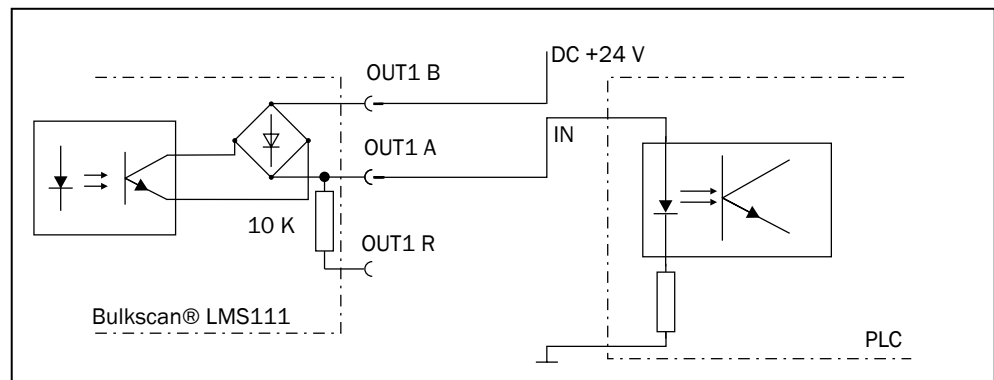 OUT1 B
DC +24 V
OUT1 A
IN
10 K
OUT1 R
Bulkscan® LMS111
PLC